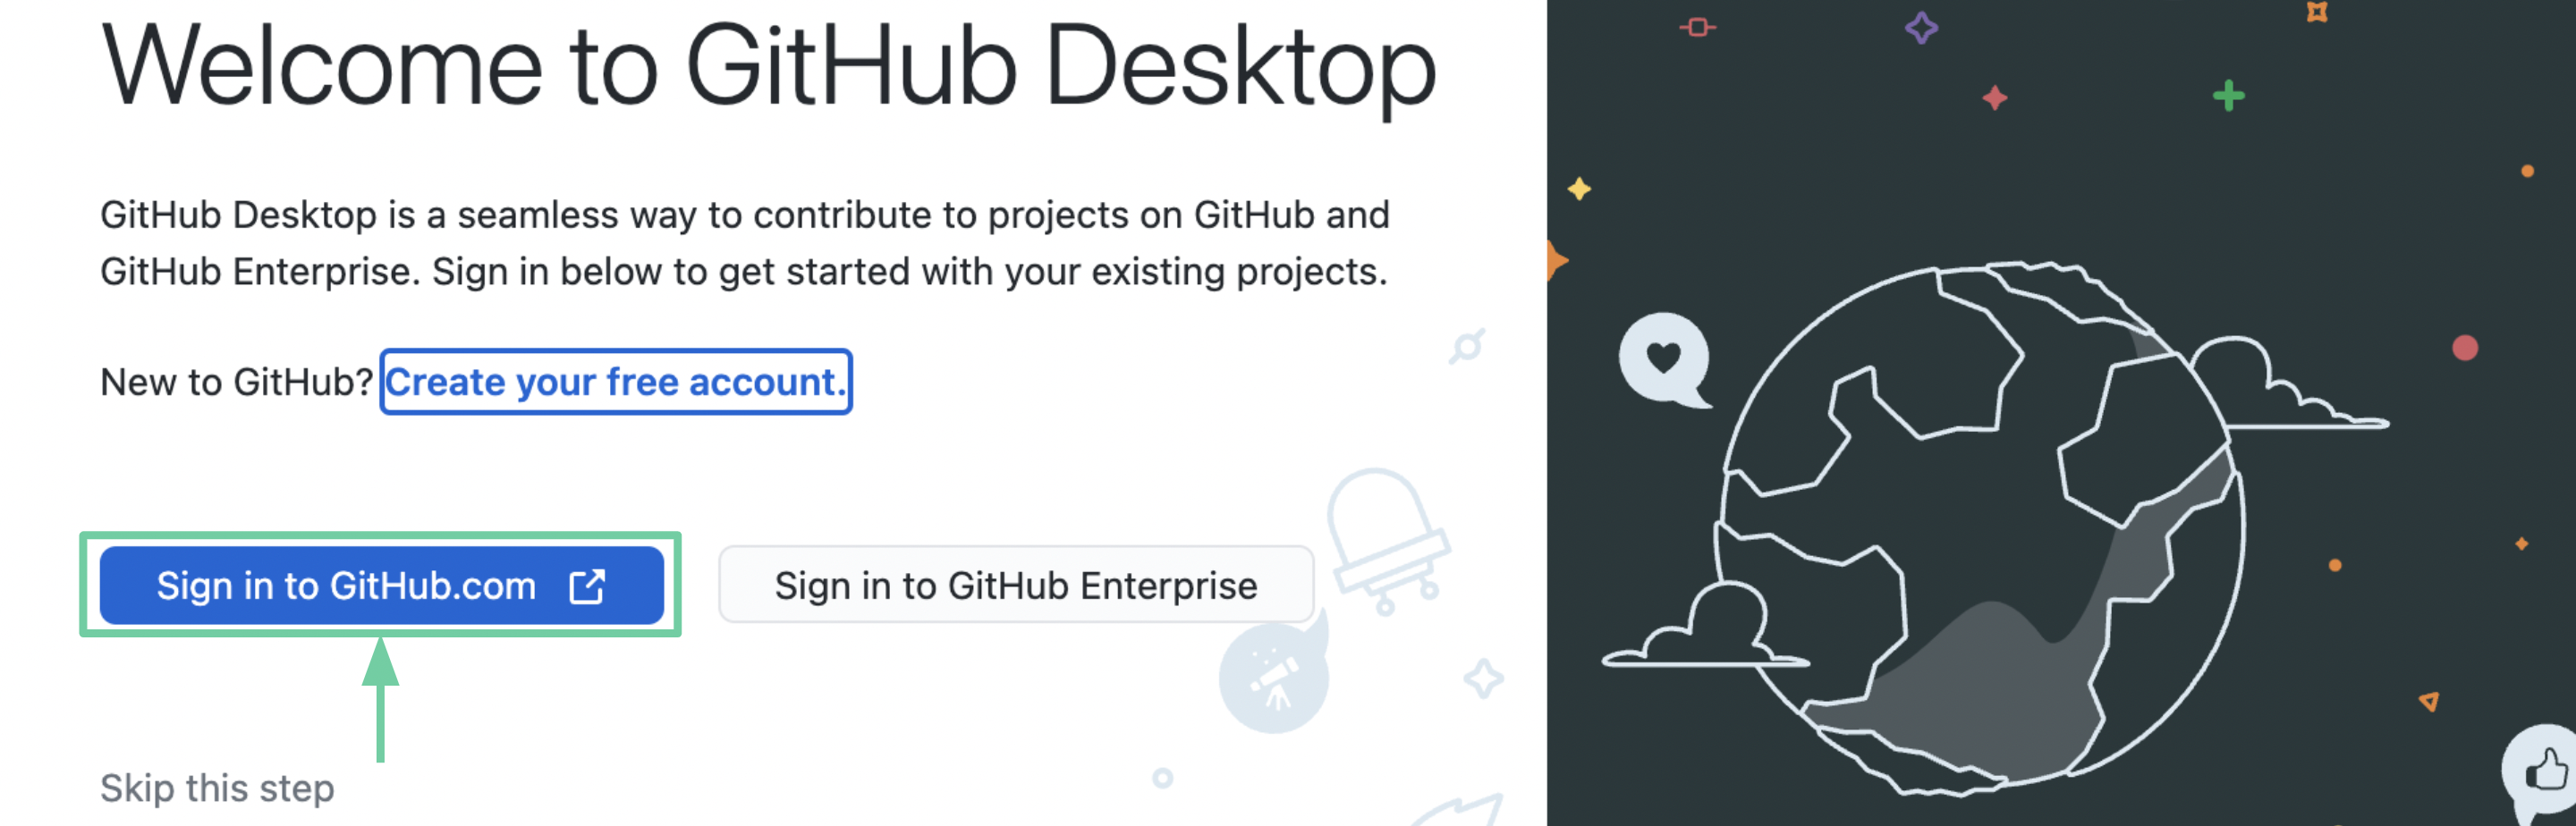 Welcome to GitHub Desktop
GitHub Desktop is a seamless way to contribute to projects on GitHub and
GitHub Enterprise. Sign in below to get started with your existing projects.
New to GitHub? Create your free account.
Sign in to GitHub.com
Sign in to GitHub Enterprise
Skip this step